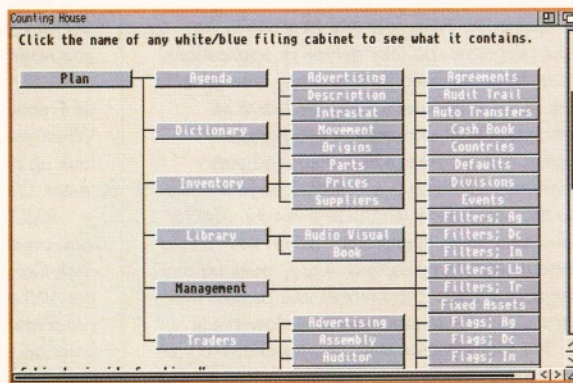 Counting House
Click the name of any white/blue filing cabinet to see what it contains.
Plan
Agenda
Dictionary
Inventory
Library
Management
Traders
Advertising
Description
Intrastat
Movement
Origins
Parts
Prices
Suppliers
Audio Visual
Book
Advertising
Assembly
Auditor
Agreements
Audit Trail
Auto Transfers
Cash Book
Countries
Defaults
Divisions
Events
Filters; Ag
Filters; Dc
Filters; In
Filters; Lb
Filters; Tr
Fixed Assets
Flags; Ag
Flags; Dc
Flags; In